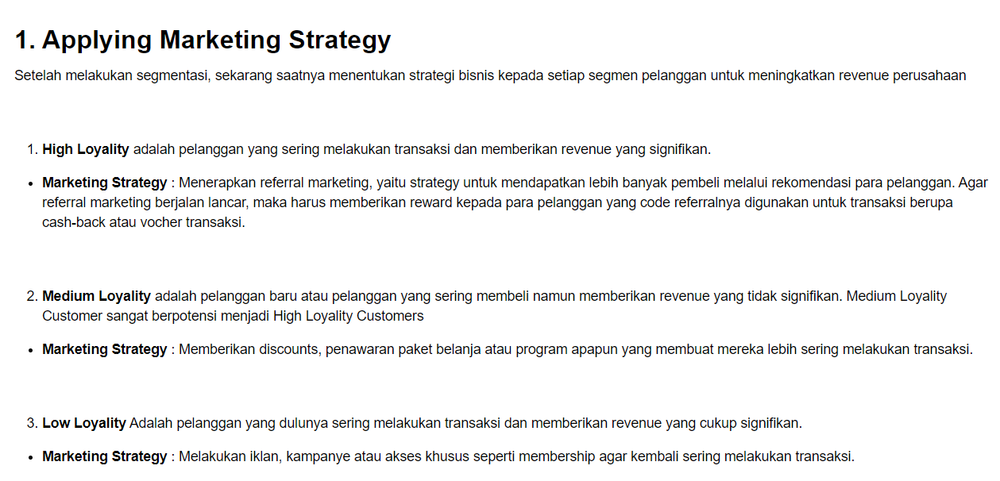 1. Applying Marketing Strategy
Setelah melakukan segmentasi, sekarang saatnya menentukan strategi bisnis kepada setiap segmen pelanggan untuk meningkatkan revenue perusahaan
1. High Loyality adalah pelanggan yang sering melakukan transaksi dan memberikan revenue yang signifikan.
• Marketing Strategy : Menerapkan referral marketing, yaitu strategy untuk mendapatkan lebih banyak pembeli melalui rekomendasi para pelanggan. Agar
referral marketing berjalan lancar, maka harus memberikan reward kepada para pelanggan yang code referralnya digunakan untuk transaksi berupa
cash-back atau vocher transaksi.
2. Medium Loyality adalah pelanggan baru atau pelanggan yang sering membeli namun memberikan revenue yang tidak signifikan. Medium Loyality
Customer sangat berpotensi menjadi High Loyality Customers
• Marketing Strategy : Memberikan discounts, penawaran paket belanja atau program apapun yang membuat mereka lebih sering melakukan transaksi.
3. Low Loyality Adalah pelanggan yang dulunya sering melakukan transaksi dan memberikan revenue yang cukup signifikan.
• Marketing Strategy : Melakukan iklan, kampanye atau akses khusus seperti membership agar kembali sering melakukan transaksi.